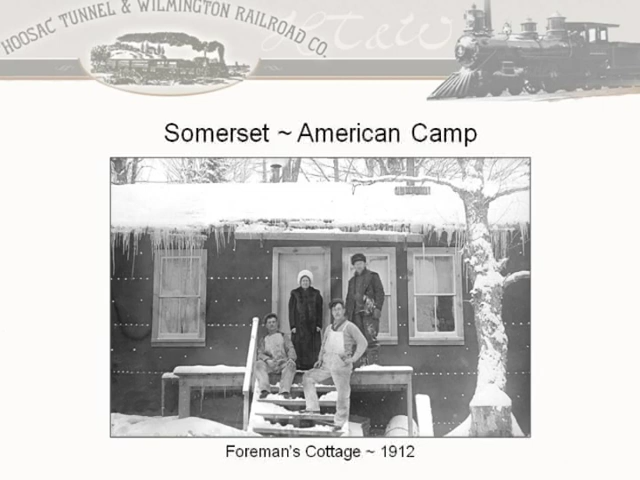 HOOSAC TUNNEL & WILMINGTON RAILROAD CO.
H T & W
Somerset ~ American Camp
Foreman's Cottage ~ 1912